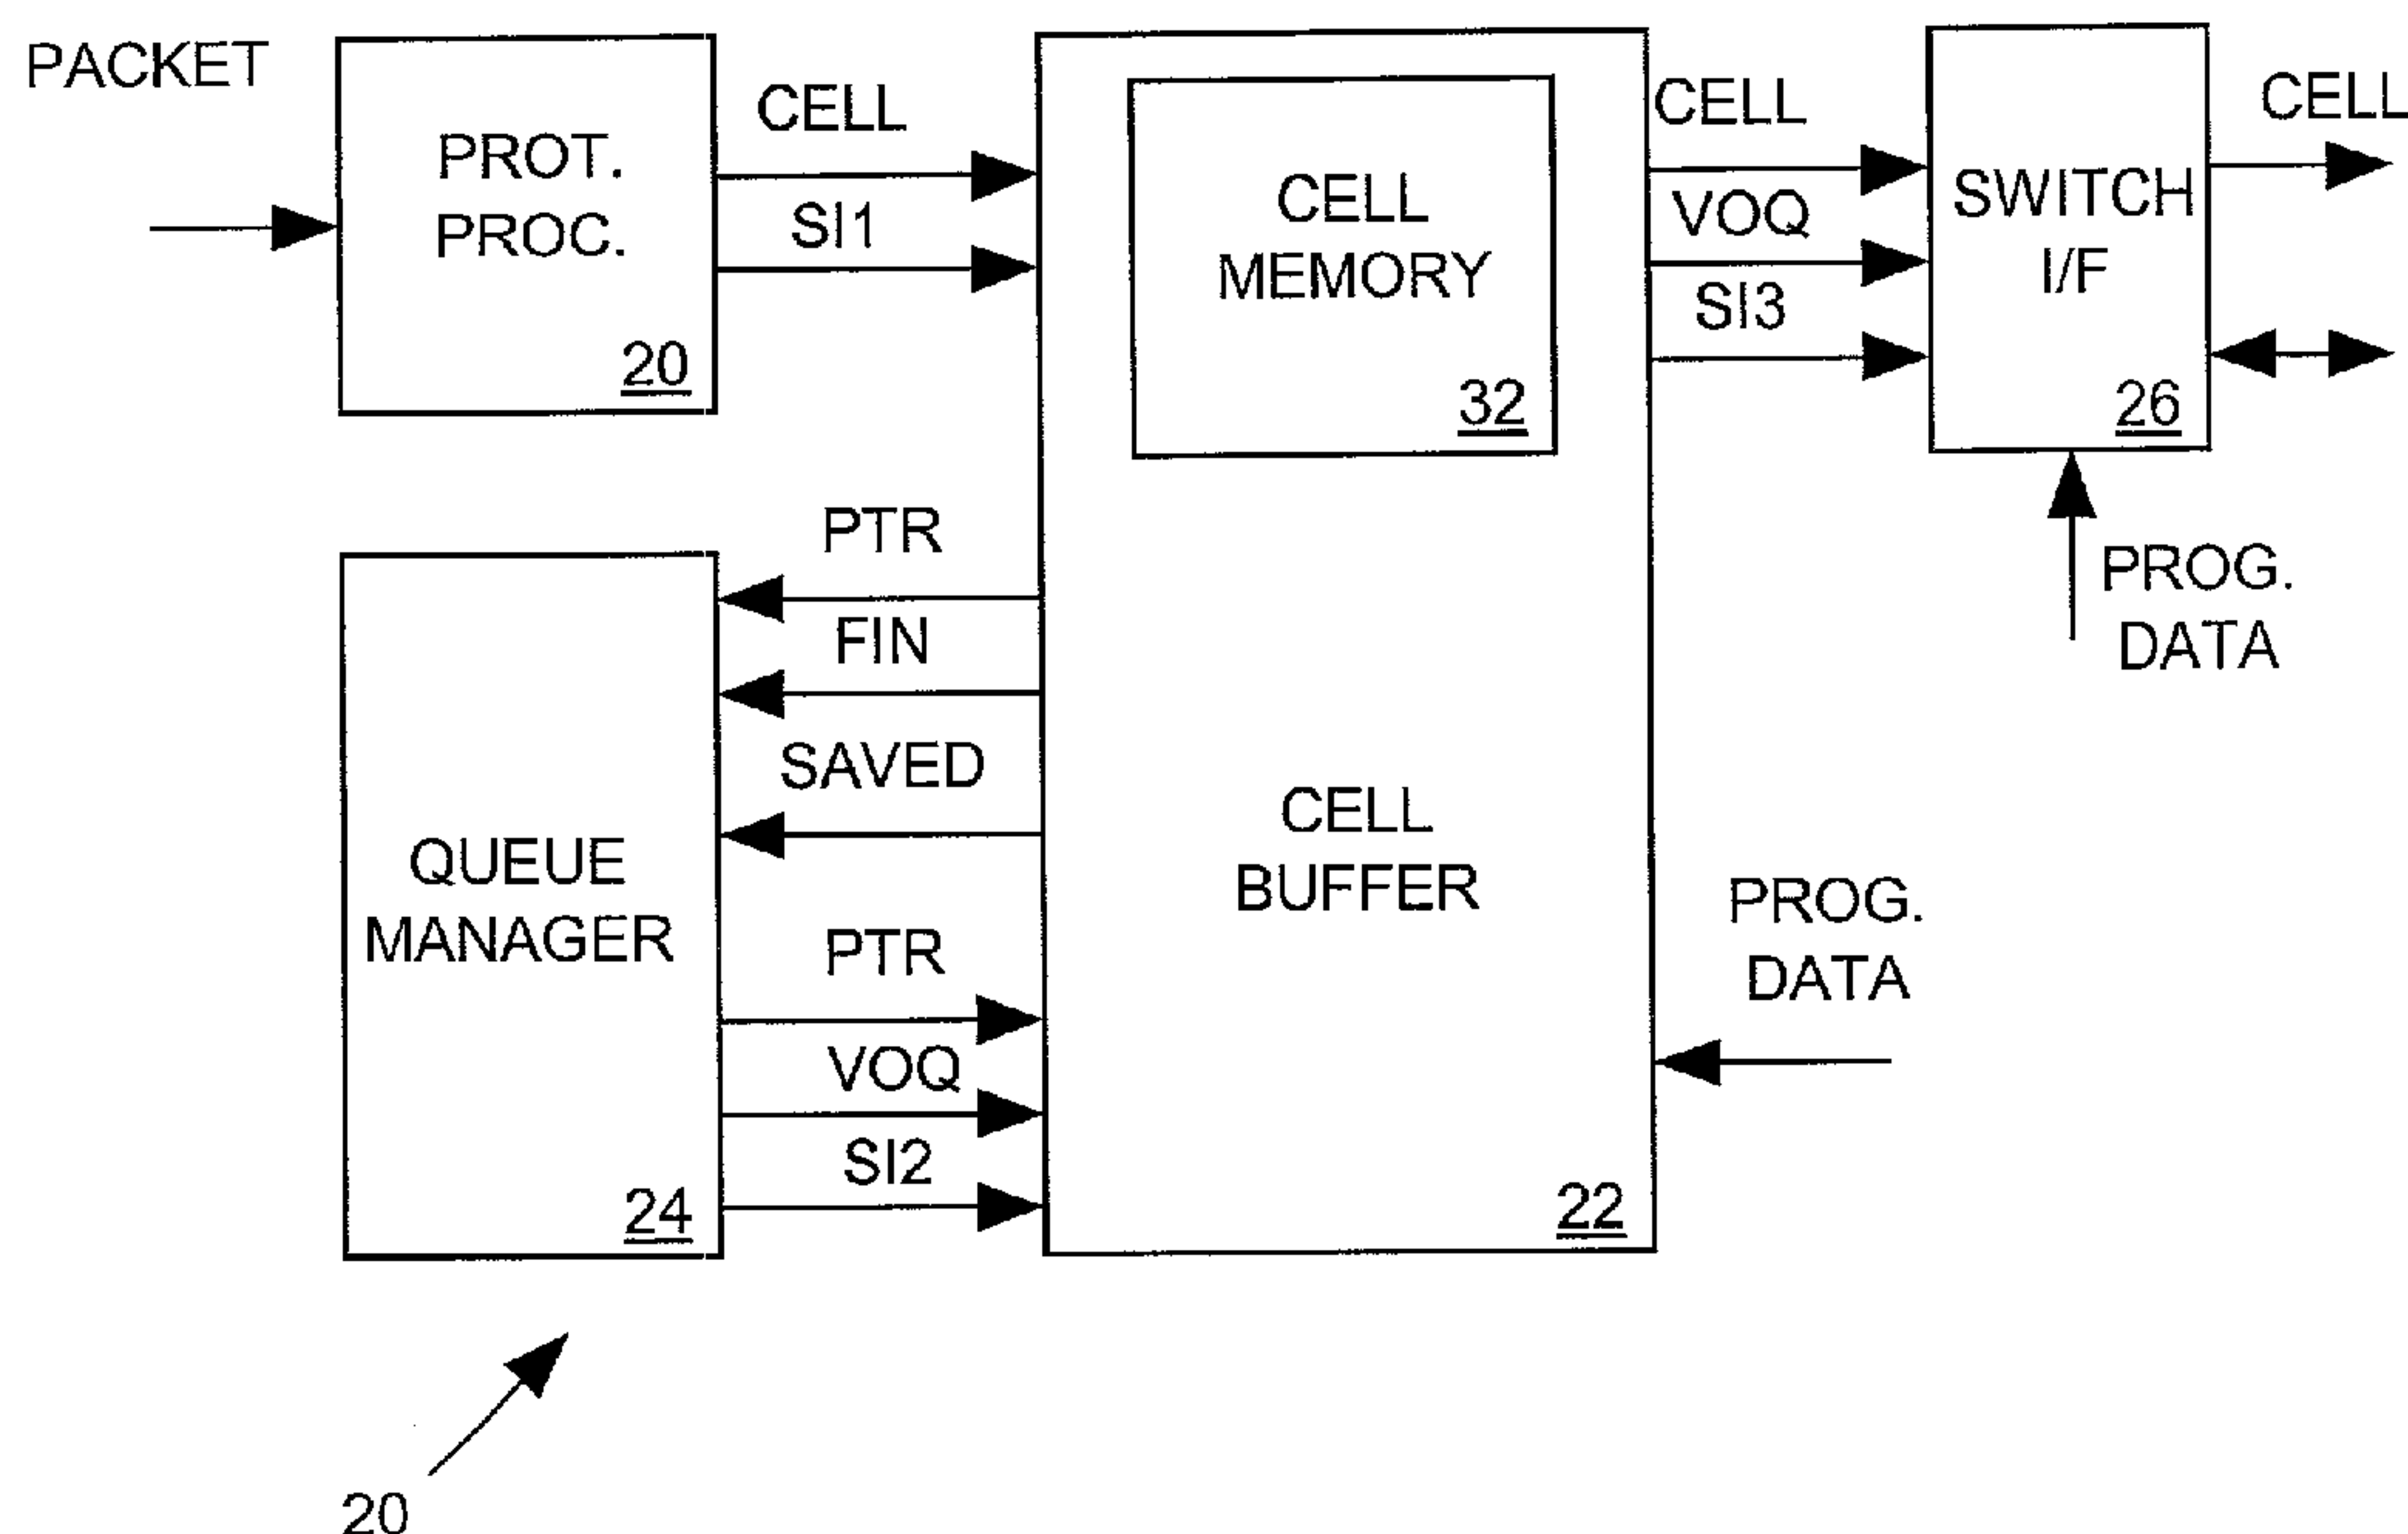 PACKET
PROT.
PROC.
20
CELL
SI1
CELL
MEMORY
32
CELL
VOQ
SI3
SWITCH
I/F
26
CELL
PROG.
DATA
PTR
FIN
SAVED
PTR
VOQ
SI2
QUEUE
MANAGER
24
CELL
BUFFER
22
PROG.
DATA
20